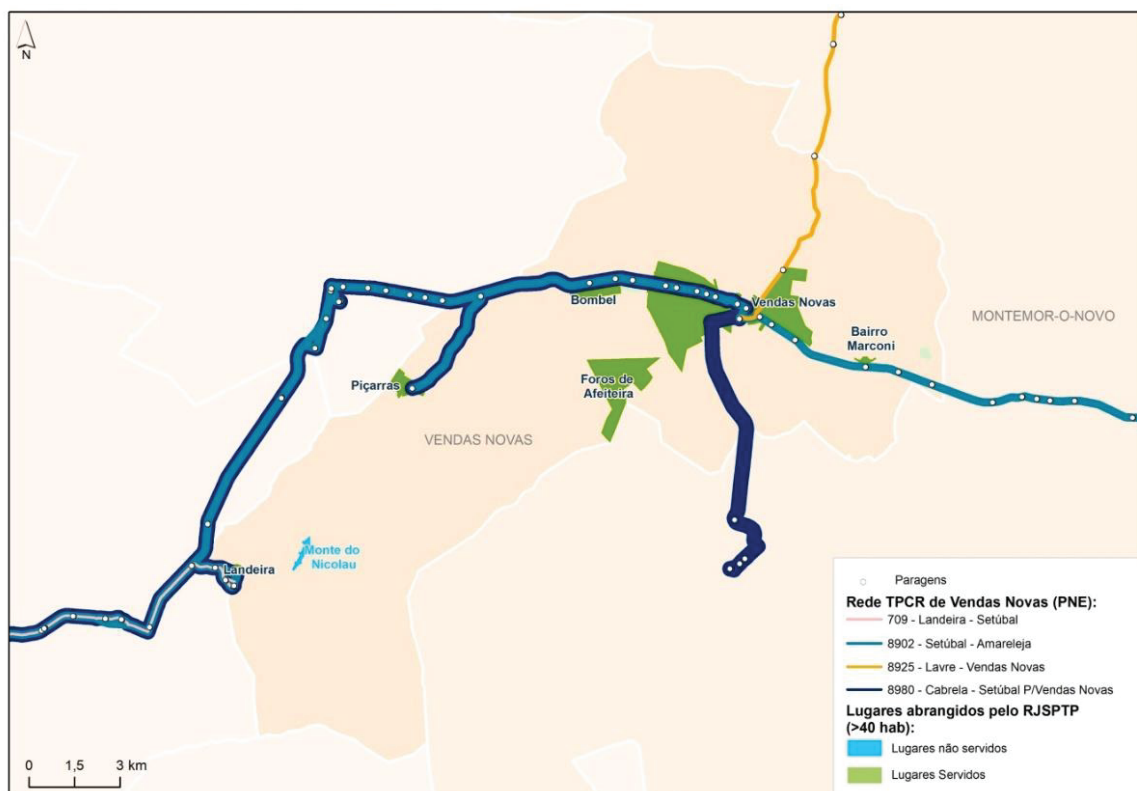 N
Bombel
Vendas Novas
Bairro
Marconi
MONTEMOR-O-NOVO
Piçarras
Foros de
Afeiteira
VENDAS NOVAS
Monte do
Nicolau
Landeira
0 1,5 3 km
Paragens
Rede TPCR de Vendas Novas (PNE):
709 - Landeira - Setúbal
8902 - Setúbal - Amareleja
8925 - Lavre - Vendas Novas
8980 - Cabrela - Setúbal P/Vendas Novas
Lugares abrangidos pelo RJSPTP
(>40 hab):
Lugares não servidos
Lugares Servidos